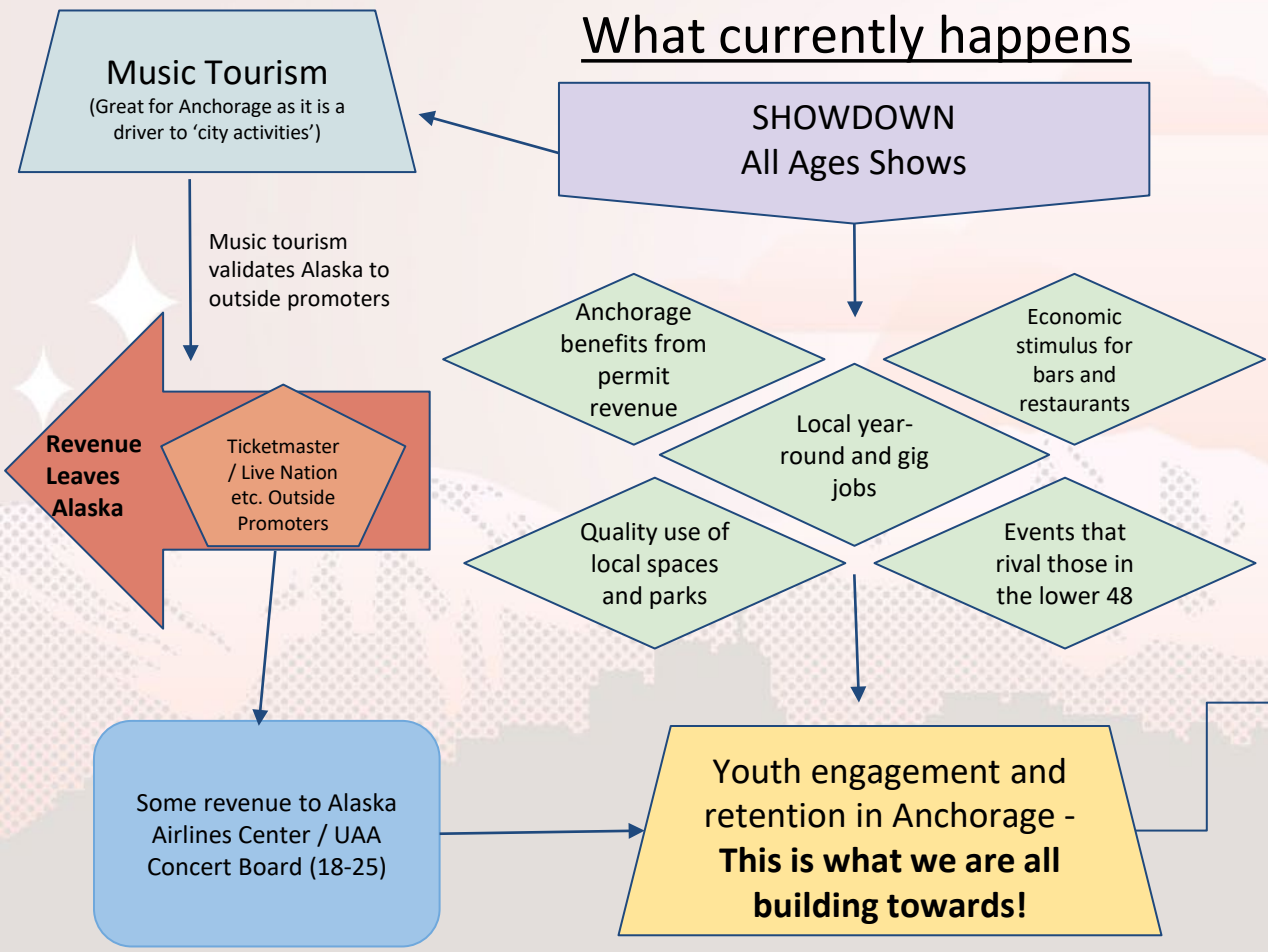 What currently happens
Music Tourism
(Great for Anchorage as it is a
driver to ‘city activities’)
SHOWDOWN
All Ages Shows
Music tourism
validates Alaska to
outside promoters
Revenue
Leaves
Alaska
Ticketmaster
/ Live Nation
etc. Outside
Promoters
Anchorage
benefits from
permit
revenue
Economic
stimulus for
bars and
restaurants
Local year-
round and gig
jobs
Quality use of
local spaces
and parks
Events that
rival those in
the lower 48
Some revenue to Alaska
Airlines Center / UAA
Concert Board (18-25)
Youth engagement and
retention in Anchorage -
This is what we are all
building towards!